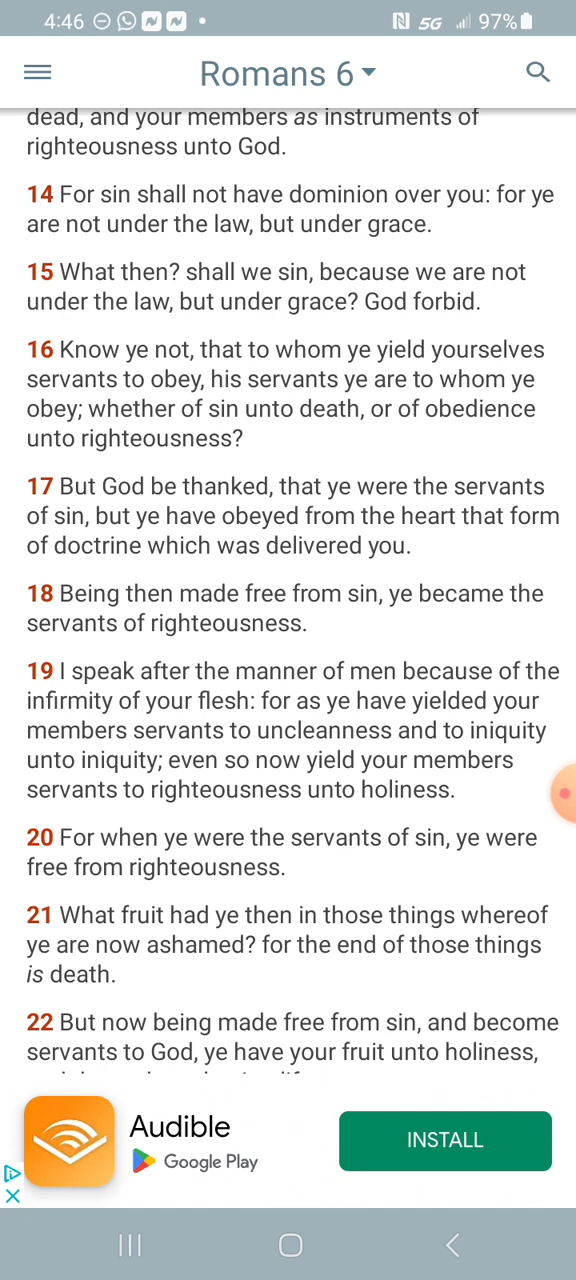 4:46
5G 97%
Romans 6
dead, and your members as instruments of
righteousness unto God.
14 For sin shall not have dominion over you: for ye
are not under the law, but under grace.
15 What then? shall we sin, because we are not
under the law, but under grace? God forbid.
16 Know ye not, that to whom ye yield yourselves
servants to obey, his servants ye are to whom ye
obey; whether of sin unto death, or of obedience
unto righteousness?
17 But God be thanked, that ye were the servants
of sin, but ye have obeyed from the heart that form
of doctrine which was delivered you.
18 Being then made free from sin, ye became the
servants of righteousness.
19 I speak after the manner of men because of the
infirmity of your flesh: for as ye have yielded your
members servants to uncleanness and to iniquity
unto iniquity; even so now yield your members
servants to righteousness unto holiness.
20 For when ye were the servants of sin, ye were
free from righteousness.
21 What fruit had ye then in those things whereof
ye are now ashamed? for the end of those things
is death.
22 But now being made free from sin, and become
servants to God, ye have your fruit unto holiness,
Audible
Google Play
INSTALL